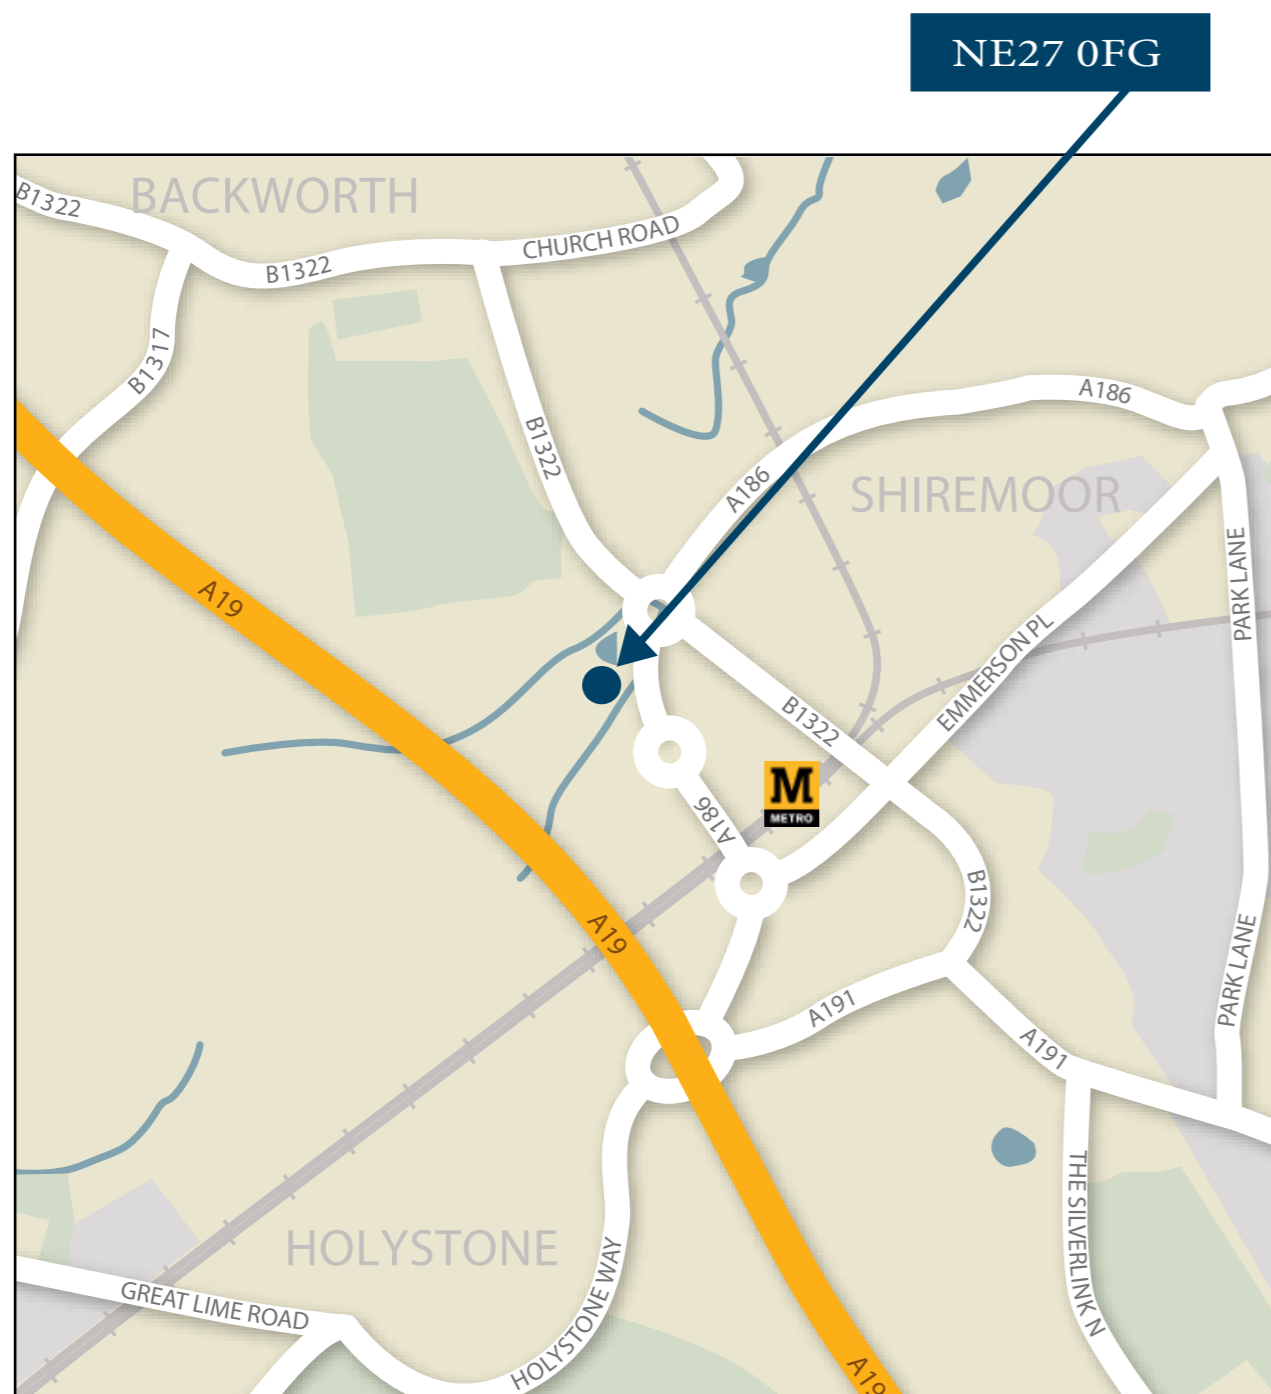 NE27 0FG
BACKWORTH
B1322
CHURCH ROAD
B1322
B1317
A186
B1322
A186
SHIREMOOR
PARK LANE
A19
EMMERSON PL
B1322
M
METRO
A186
B1322
A19
PARK LANE
A191
A191
THE SILVERLINK N
HOLYSTONE
HOLYSTONE WAY
GREAT LIME ROAD
A19